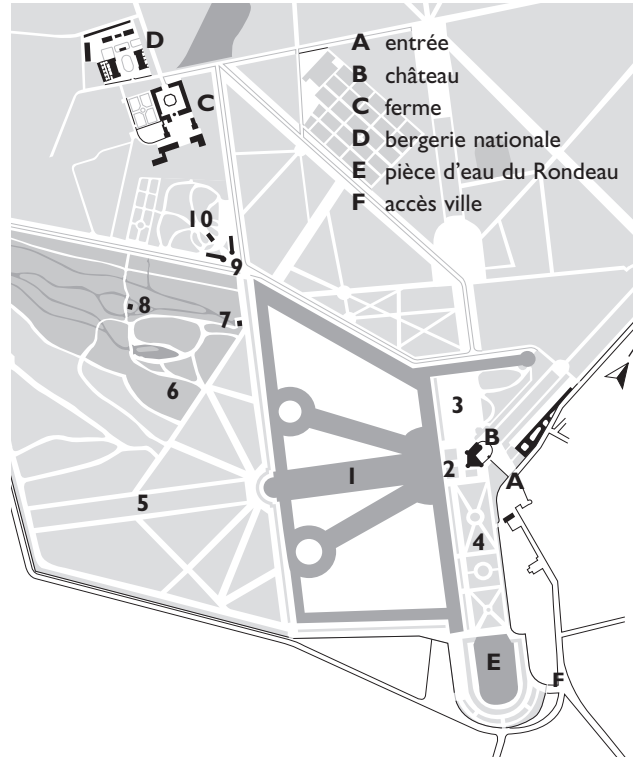 A entrée
B château
C ferme
D bergerie nationale
E pièce d'eau du Rondeau
F accès ville
D
C
10
9
8
7
6
3
B
2
1
A
5
4
E
F